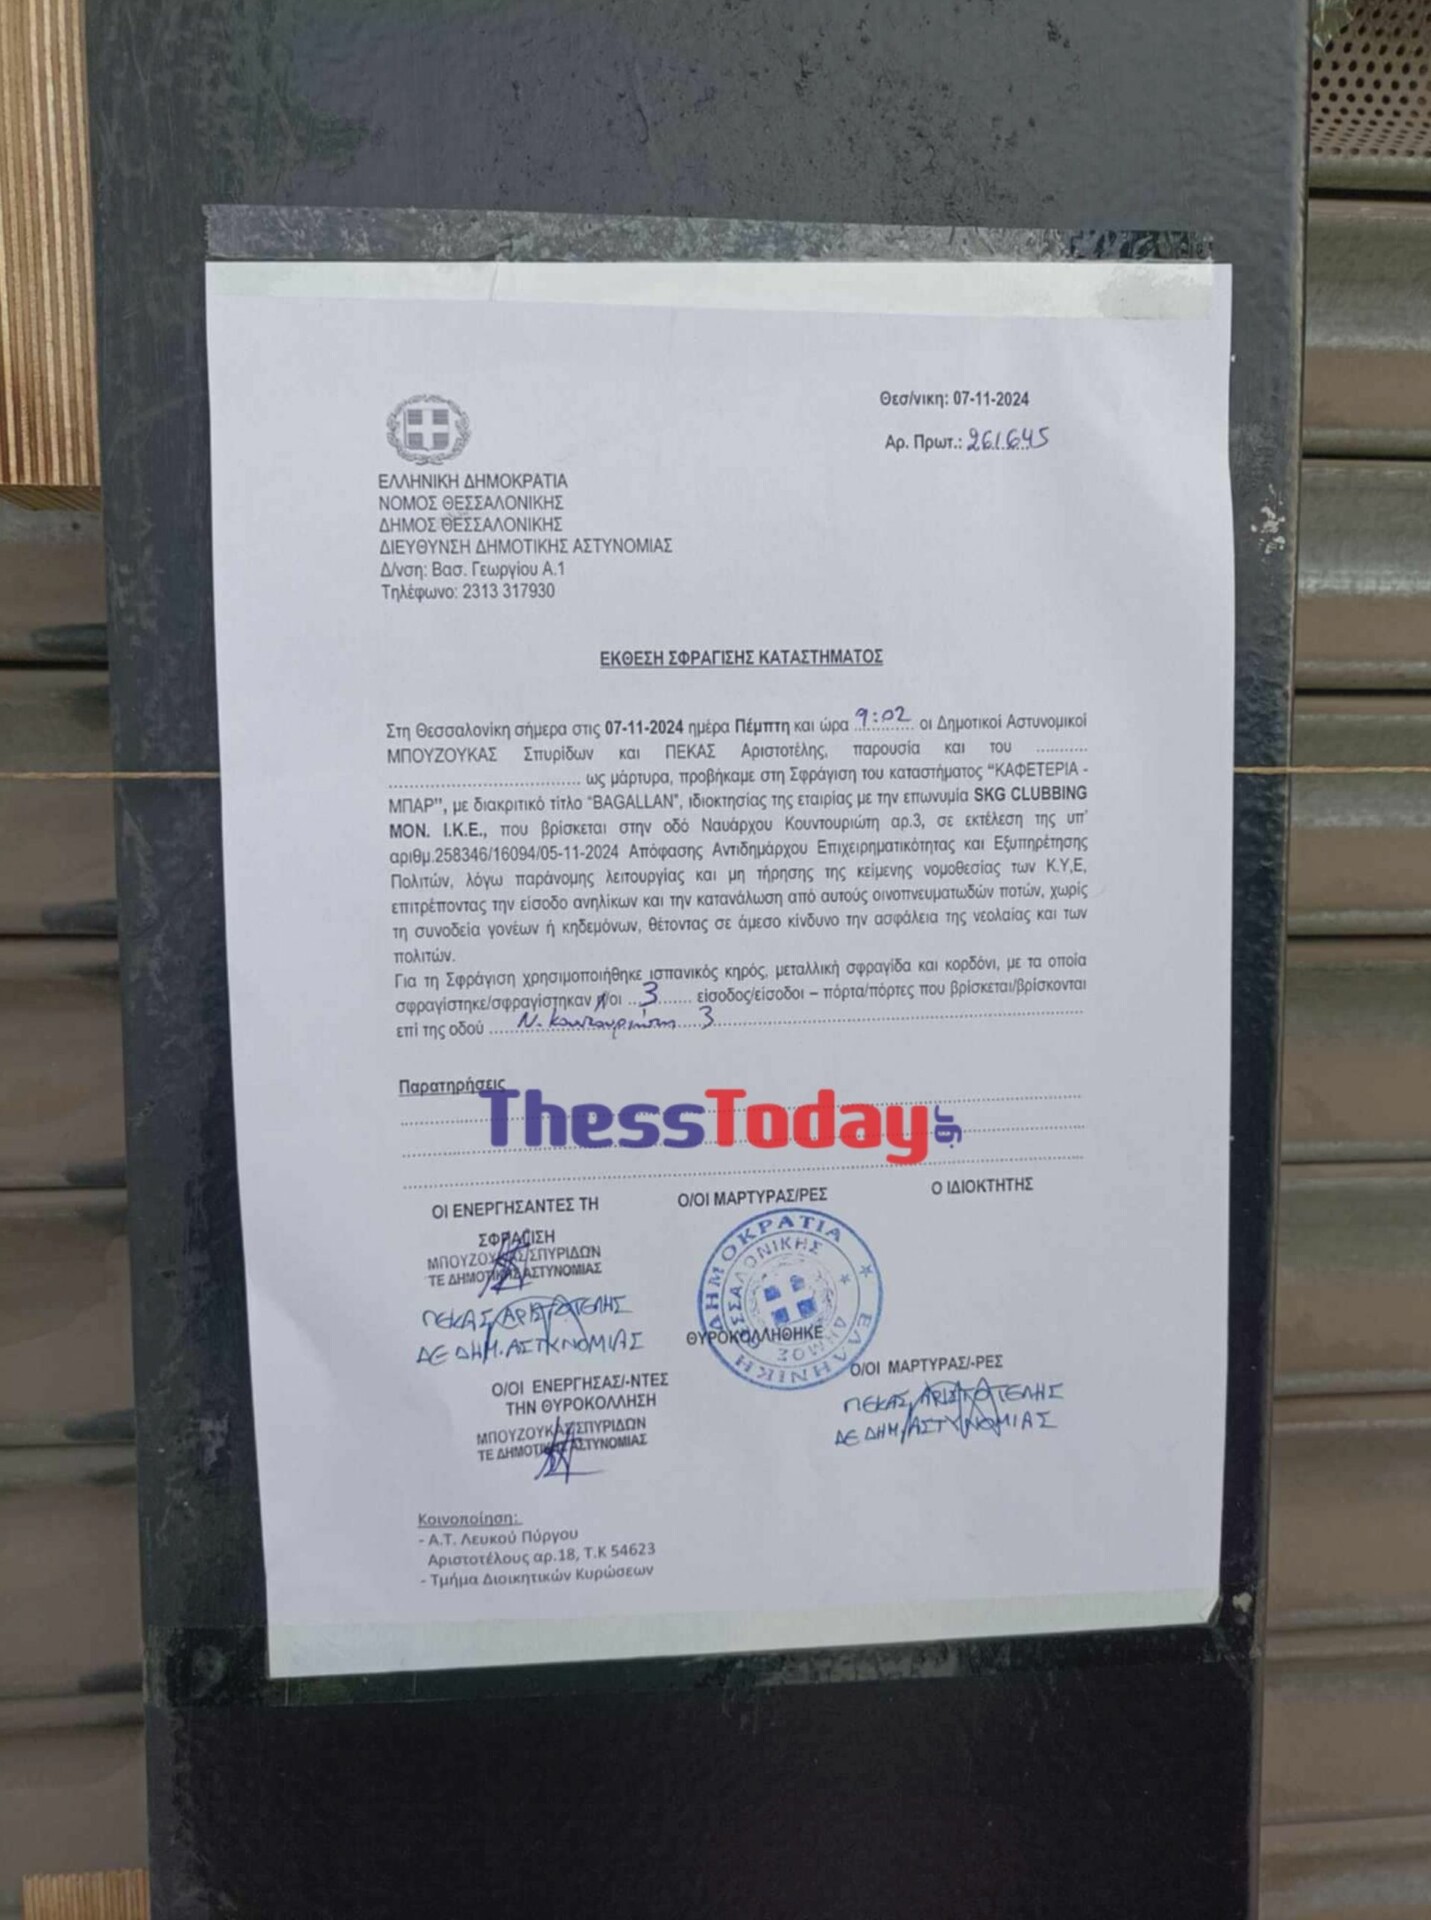 Θεσ/νικη: 07-11-2024
Αρ. Πρωτ.: 261645
ΕΛΛΗΝΙΚΗ ΔΗΜΟΚΡΑΤΙΑ
ΝΟΜΟΣ ΘΕΣΣΑΛΟΝΙΚΗΣ
ΔΗΜΟΣ ΘΕΣΣΑΛΟΝΙΚΗΣ
ΔΙΕΥΘΥΝΣΗ ΔΗΜΟΤΙΚΗΣ ΑΣΤΥΝΟΜΙΑΣ
Δ/νση: Βασ. Γεωργίου Α.1
Τηλέφωνο: 2313 317930
ΕΚΘΕΣΗ ΣΦΡΑΓΙΣΗΣ ΚΑΤΑΣΤΗΜΑΤΟΣ
Στη Θεσσαλονίκη σήμερα στις 07-11-2024 ημέρα Πέμπτη και ώρα 9:02 οι Δημοτικοί Αστυνομικοί
ΜΠΟΥΖΟΥΚΑΣ Σπυρίδων και ΠΕΚΑΣ Αριστοτέλης, παρουσία και του ...........
................................. ως μάρτυρα, προβήκαμε στη Σφράγιση του καταστήματος “ΚΑΦΕΤΕΡΙΑ -
ΜΠΑΡ”, με διακριτικό τίτλο “BAGALLAN”, ιδιοκτησίας της εταιρίας με την επωνυμία SKG CLUBBING
MON. Ι.Κ.Ε., που βρίσκεται στην οδό Ναυάρχου Κουντουριώτη αρ.3, σε εκτέλεση της υπ’
αριθμ.258346/16094/05-11-2024 Απόφασης Αντιδημάρχου Επιχειρηματικότητας και Εξυπηρέτησης
Πολιτών, λόγω παράνομης λειτουργίας και μη τήρησης της κείμενης νομοθεσίας των Κ.Υ.Ε,
επιτρέποντας την είσοδο ανηλίκων και την κατανάλωση από αυτούς οινοπνευματωδών ποτών, χωρίς
τη συνοδεία γονέων ή κηδεμόνων, θέτοντας σε άμεσο κίνδυνο την ασφάλεια της νεολαίας και των
πολιτών.
Για τη Σφράγιση χρησιμοποιήθηκε ισπανικός κηρός, μεταλλική σφραγίδα και κορδόνι, με τα οποία
σφραγίστηκε/σφραγίστηκαν η/οι ..3....... είσοδος/είσοδοι – πόρτα/πόρτες που βρίσκεται/βρίσκονται
επί της οδού Ν. Κουντουριώτη 3
Παρατηρήσεις
ThessToday.gr
ΟΙ ΕΝΕΡΓΗΣΑΝΤΕΣ ΤΗ Ο/ΟΙ ΜΑΡΤΥΡΑΣ/ΡΕΣ Ο ΙΔΙΟΚΤΗΤΗΣ
ΣΦΡΑΓΙΣΗ
ΜΠΟΥΖΟΥΚΑΣ ΣΠΥΡΙΔΩΝ
ΤΕ ΔΗΜΟΤΙΚΗΣ ΑΣΤΥΝΟΜΙΑΣ
ΠΕΚΑΣ ΑΡΙΣΤΟΤΕΛΗΣ
ΔΕ ΔΗΜ. ΑΣΤΥΝΟΜΙΑΣ
ΕΛΛΗΝΙΚΗ ΔΗΜΟΚΡΑΤΙΑ
ΔΗΜΟΣ ΘΕΣΣΑΛΟΝΙΚΗΣ
ΘΥΡΟΚΟΛΛΗΘΗΚΕ
Ο/ΟΙ ΕΝΕΡΓΗΣΑΣ/-ΝΤΕΣ
ΤΗΝ ΘΥΡΟΚΟΛΛΗΣΗ
ΜΠΟΥΖΟΥΚΑΣ ΣΠΥΡΙΔΩΝ
ΤΕ ΔΗΜΟΤΙΚΗΣ ΑΣΤΥΝΟΜΙΑΣ
Ο/ΟΙ ΜΑΡΤΥΡΑΣ/-ΡΕΣ
ΠΕΚΑΣ ΑΡΙΣΤΟΤΕΛΗΣ
ΔΕ ΔΗΜ. ΑΣΤΥΝΟΜΙΑΣ
Κοινοποίηση:
- Α.Τ. Λευκού Πύργου
Αριστοτέλους αρ.18, Τ.Κ 54623
- Τμήμα Διοικητικών Κυρώσεων